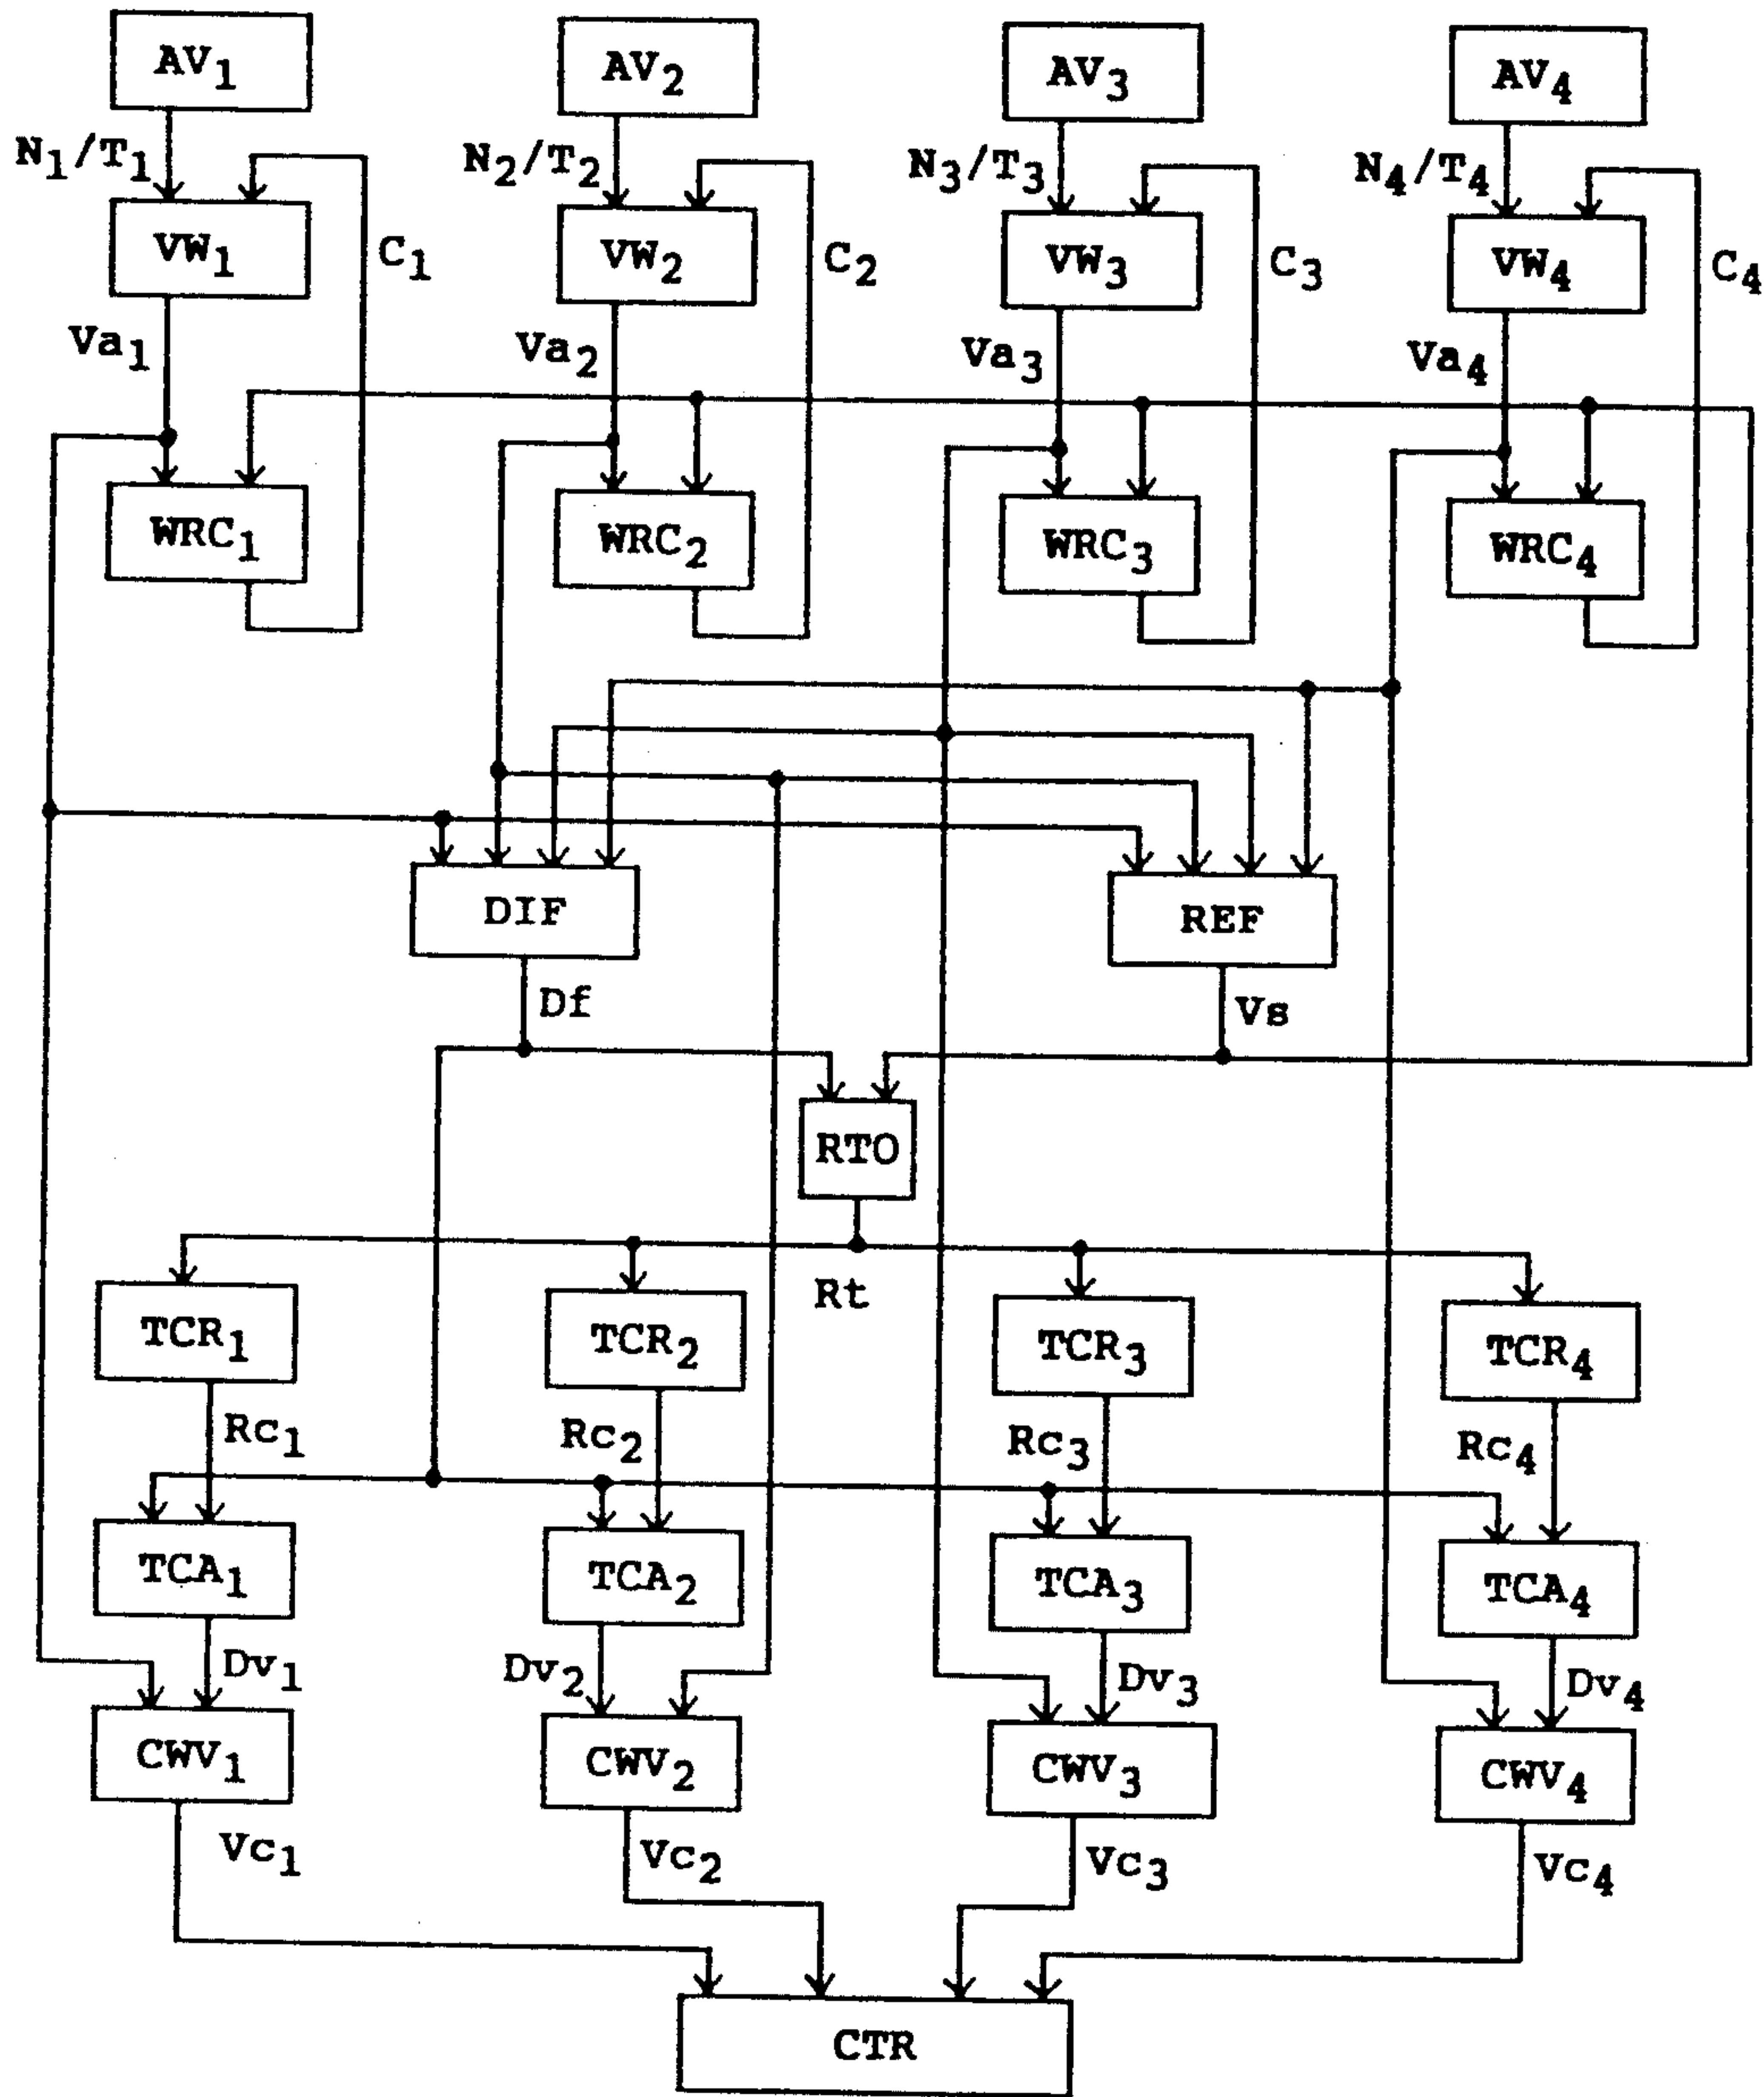 AV₁ AV₂ AV₃ AV₄
N₁/T₁ N₂/T₂ N₃/T₃ N₄/T₄
VW₁ C₁ VW₂ C₂ VW₃ C₃ VW₄ C₄
Va₁ Va₂ Va₃ Va₄
WRC₁ WRC₂ WRC₃ WRC₄
DIF REF
Df Vs
RTO
Rt
TCR₁ TCR₂ TCR₃ TCR₄
Rc₁ Rc₂ Rc₃ Rc₄
TCA₁ TCA₂ TCA₃ TCA₄
Dv₁ Dv₂ Dv₃ Dv₄
CWV₁ CWV₂ CWV₃ CWV₄
Vc₁ Vc₂ Vc₃ Vc₄
CTR